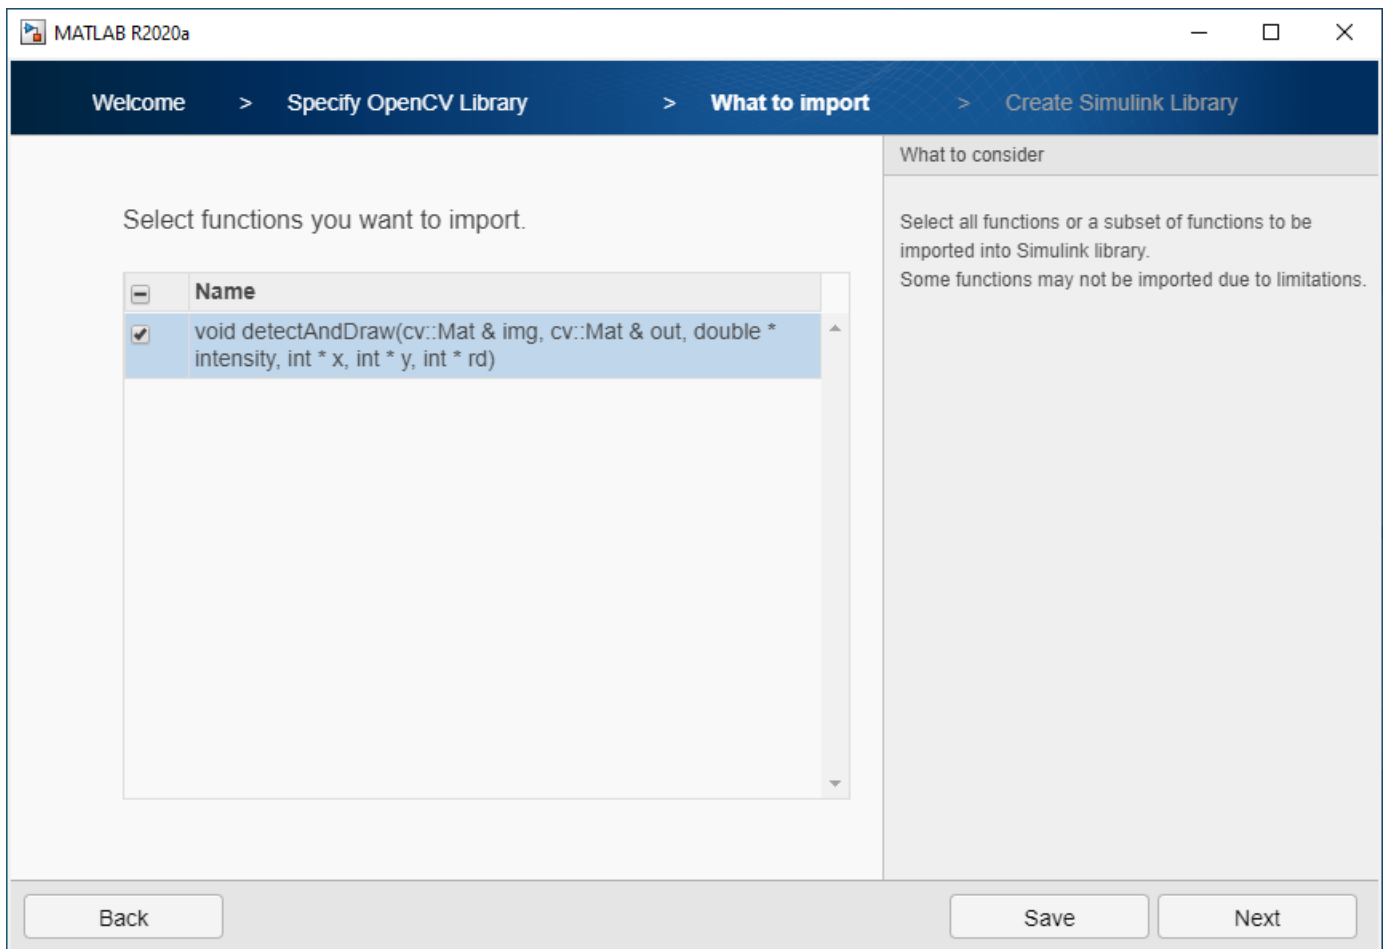 MATLAB R2020a
Welcome > Specify OpenCV Library > What to import > Create Simulink Library
What to consider
Select functions you want to import.
Select all functions or a subset of functions to be
imported into Simulink library.
Some functions may not be imported due to limitations.
Name
void detectAndDraw(cv::Mat & img, cv::Mat & out, double *
intensity, int * x, int * y, int * rd)
Back Save Next